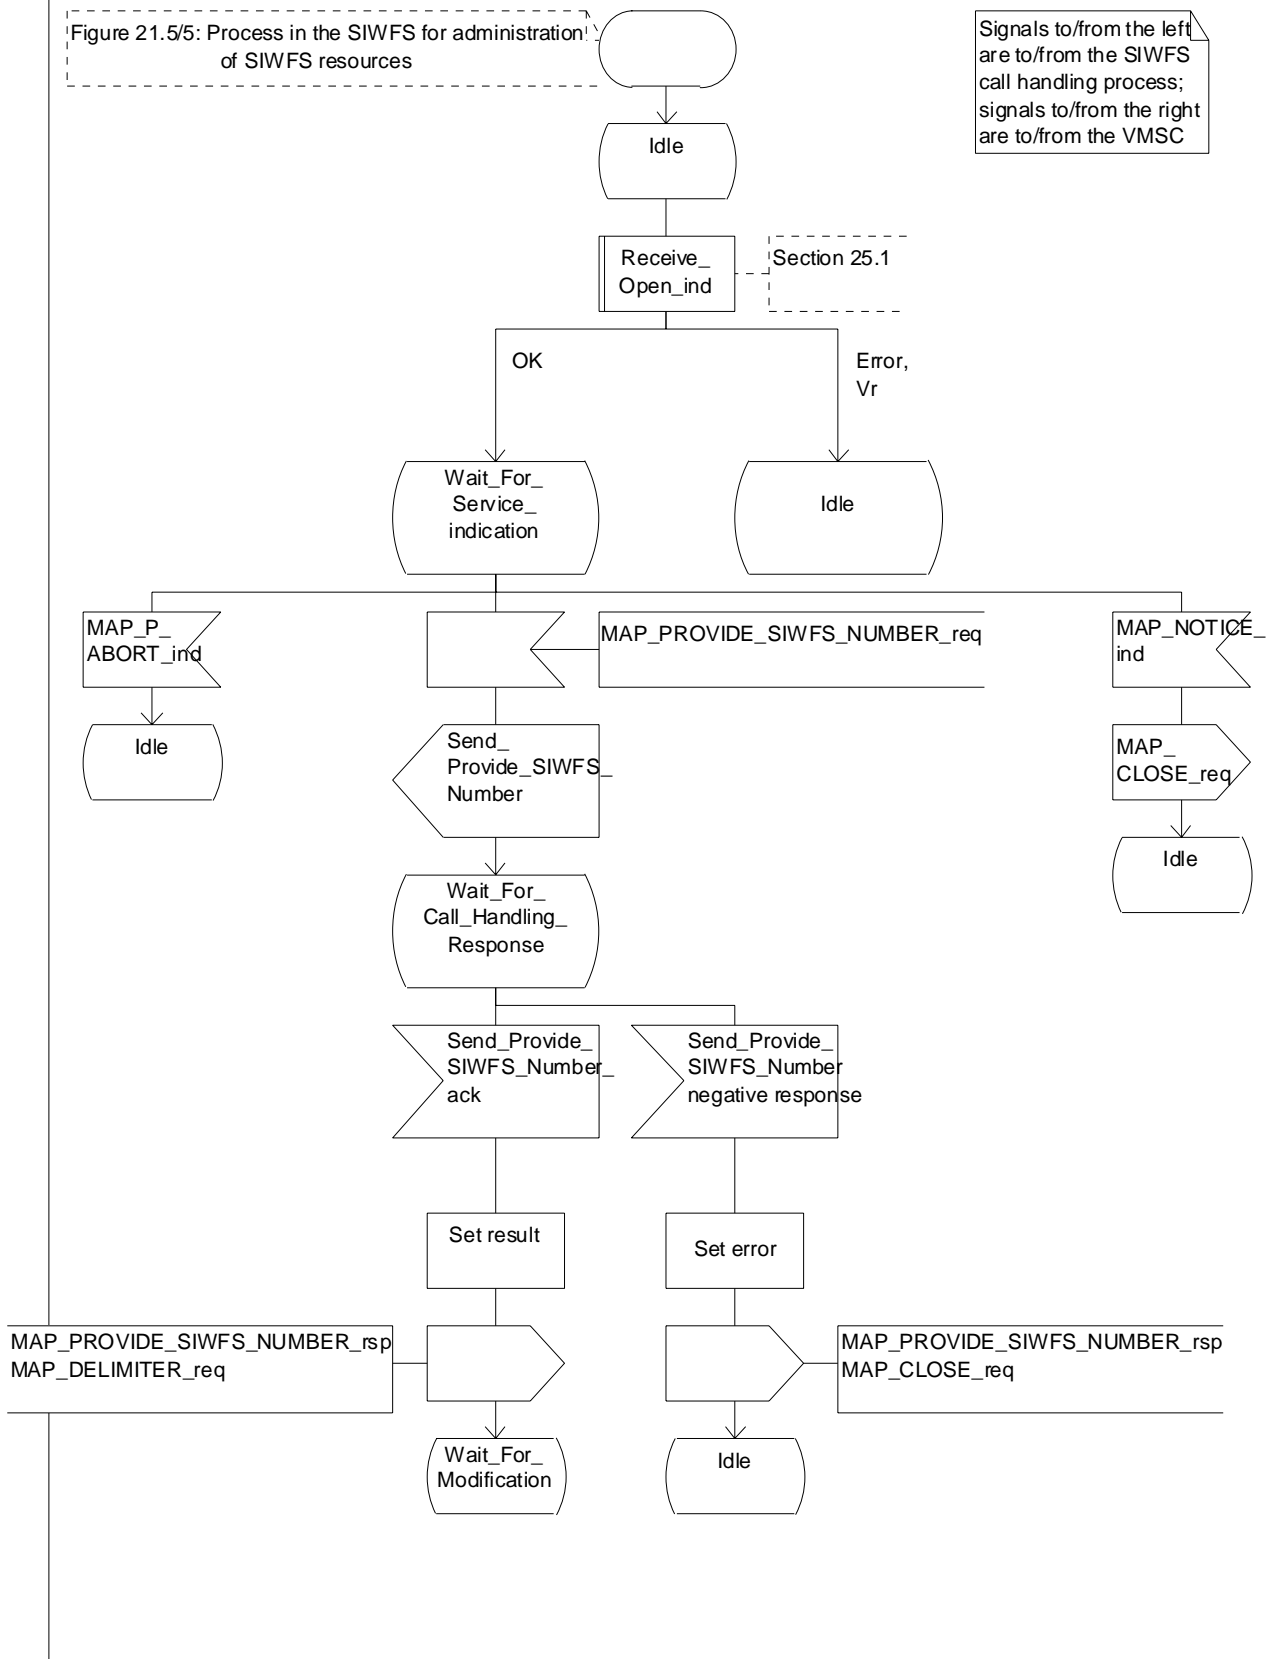 Figure 21.5/5: Process in the SIWFS for administration
of SIWFS resources
Signals to/from the left
are to/from the SIWFS
call handling process;
signals to/from the right
are to/from the VMSC
Idle
Receive_
Open_ind
Section 25.1
OK
Error,
Vr
Wait_For_
Service_
indication
Idle
MAP_P_
ABORT_ind
MAP_PROVIDE_SIWFS_NUMBER_req
MAP_NOTICE_
ind
Idle
Send_
Provide_SIWFS_
Number
MAP_
CLOSE_req
Idle
Wait_For_
Call_Handling_
Response
Send_Provide_
SIWFS_Number_
ack
Send_Provide_
SIWFS_Number
negative response
Set result
Set error
MAP_PROVIDE_SIWFS_NUMBER_rsp
MAP_DELIMITER_req
MAP_PROVIDE_SIWFS_NUMBER_rsp
MAP_CLOSE_req
Wait_For_
Modification
Idle